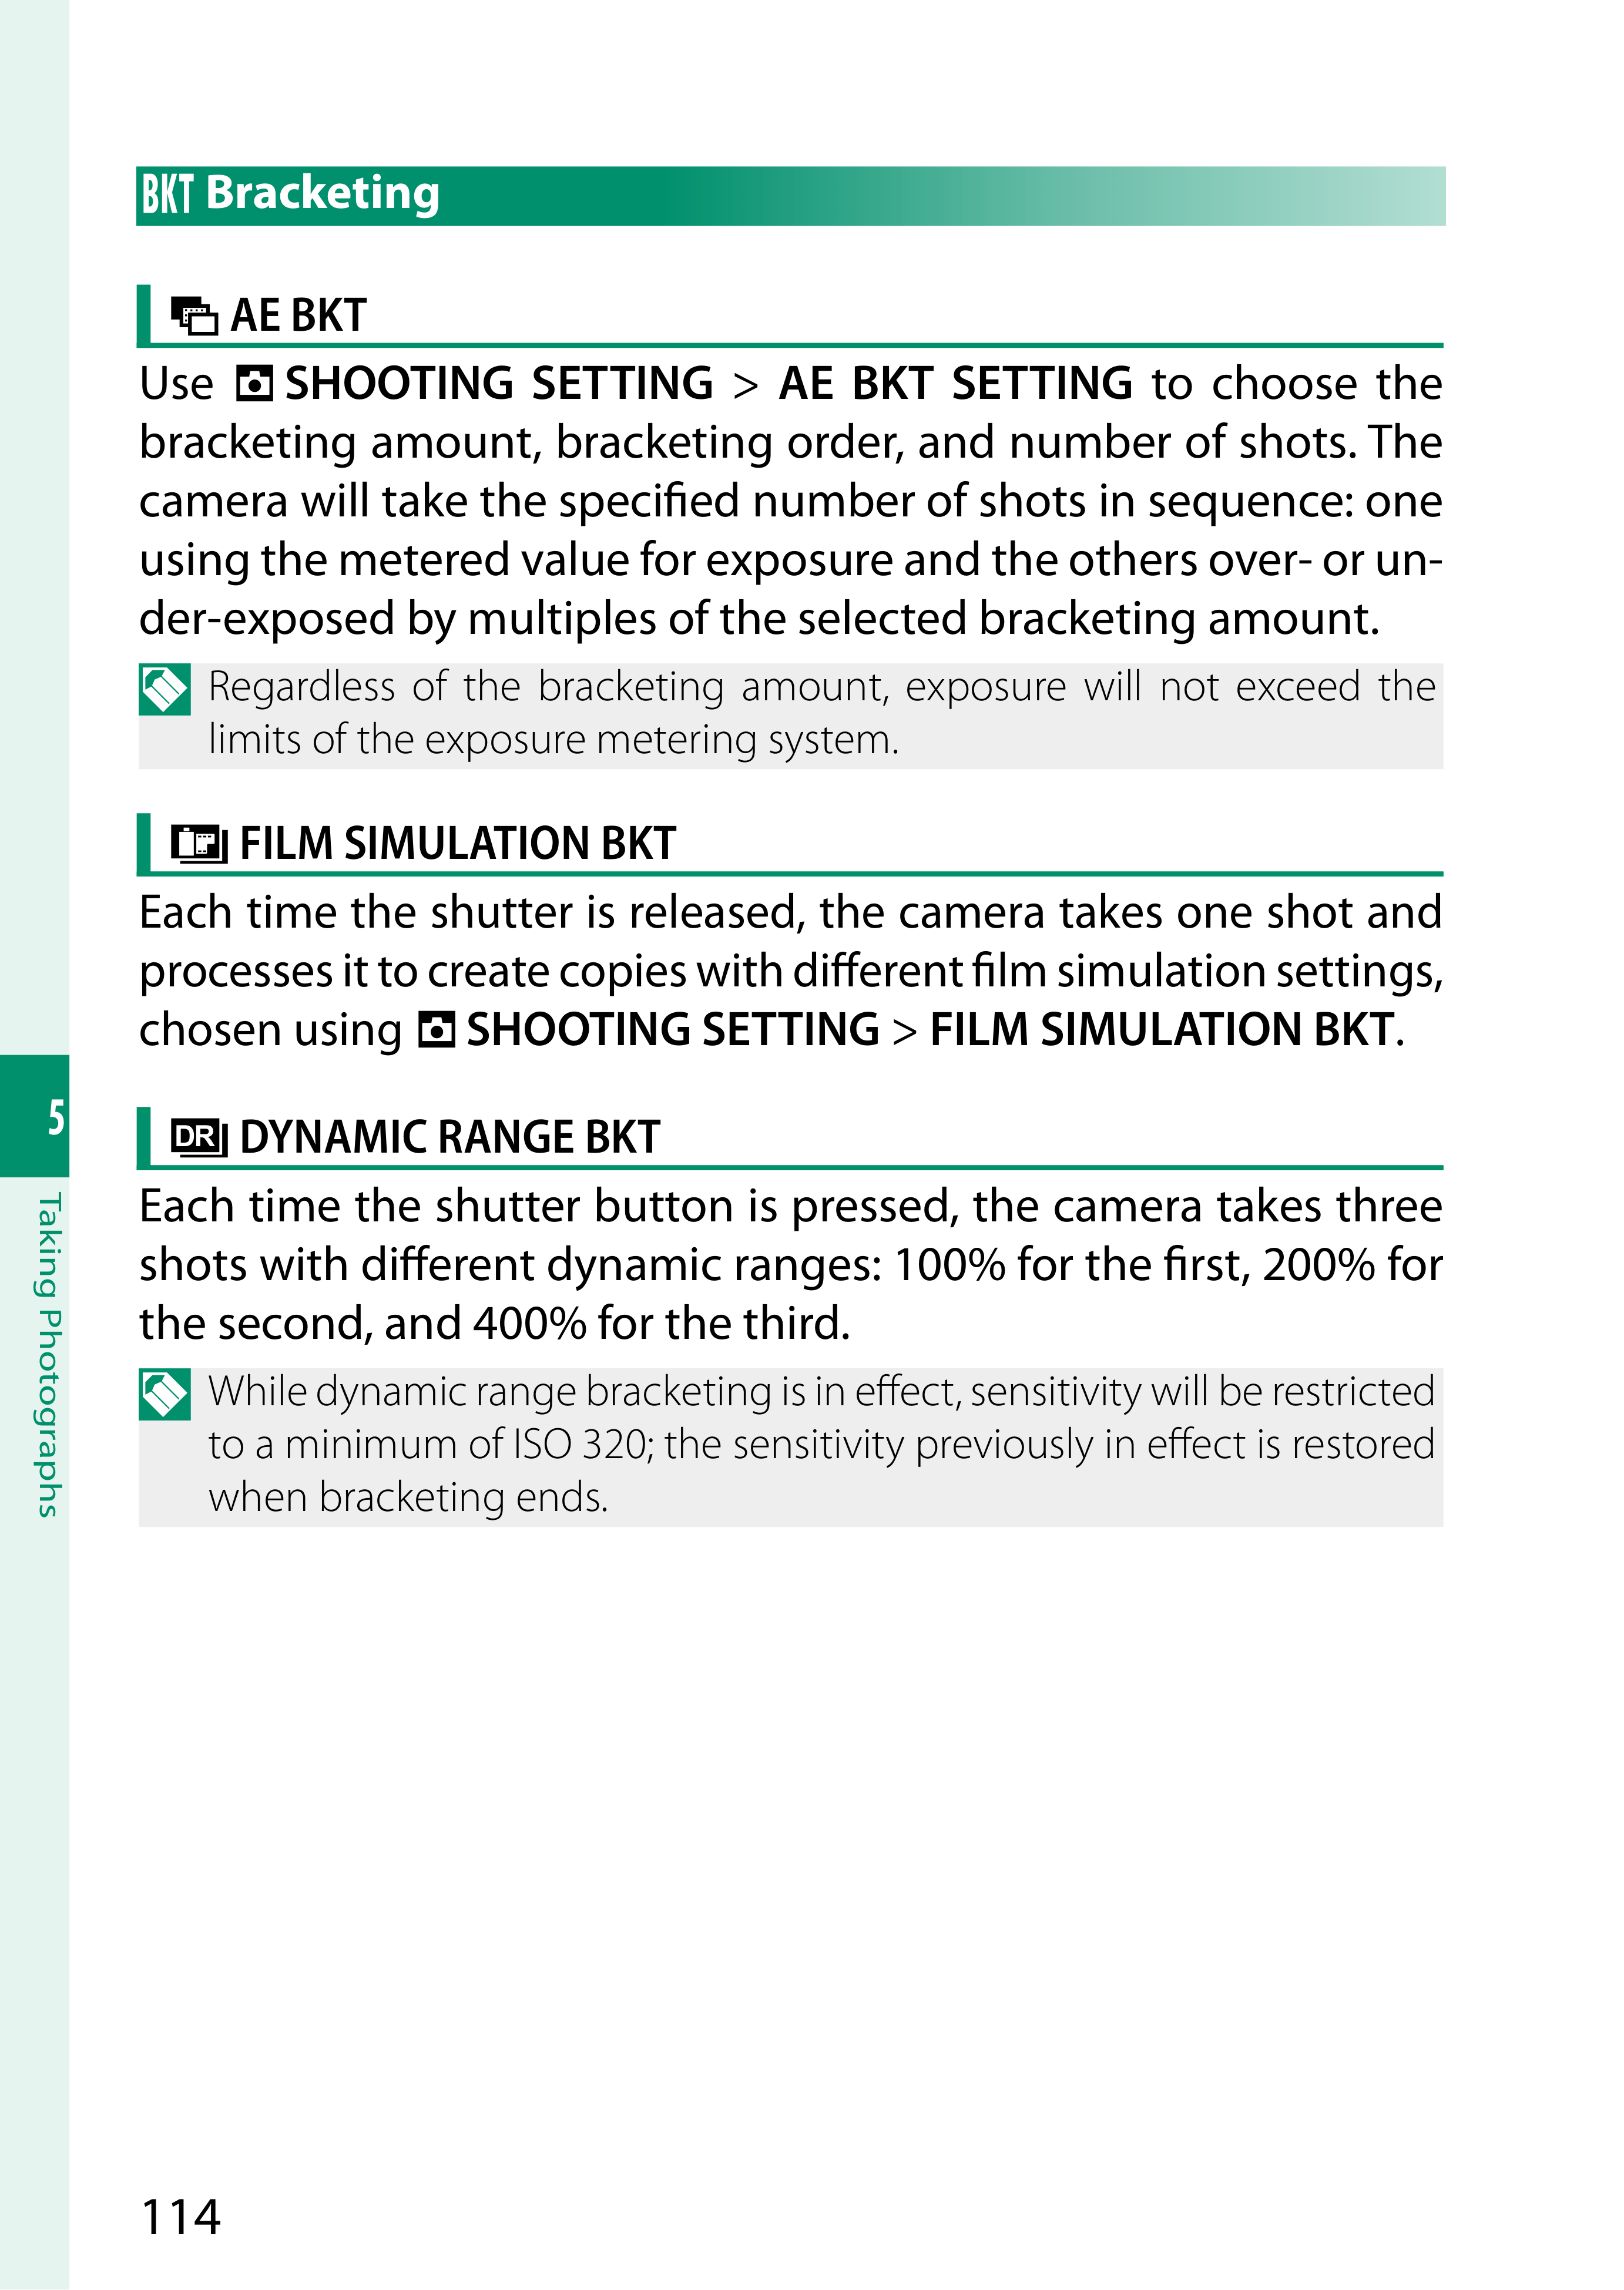 BKT Bracketing
AE BKT
Use SHOOTING SETTING > AE BKT SETTING to choose the
bracketing amount, bracketing order, and number of shots. The
camera will take the specified number of shots in sequence: one
using the metered value for exposure and the others over- or un-
der-exposed by multiples of the selected bracketing amount.
Regardless of the bracketing amount, exposure will not exceed the
limits of the exposure metering system.
FILM SIMULATION BKT
Each time the shutter is released, the camera takes one shot and
processes it to create copies with different film simulation settings,
chosen using SHOOTING SETTING > FILM SIMULATION BKT.
DR DYNAMIC RANGE BKT
Each time the shutter button is pressed, the camera takes three
shots with different dynamic ranges: 100% for the first, 200% for
the second, and 400% for the third.
While dynamic range bracketing is in effect, sensitivity will be restricted
to a minimum of ISO 320; the sensitivity previously in effect is restored
when bracketing ends.
5
Taking Photographs
114